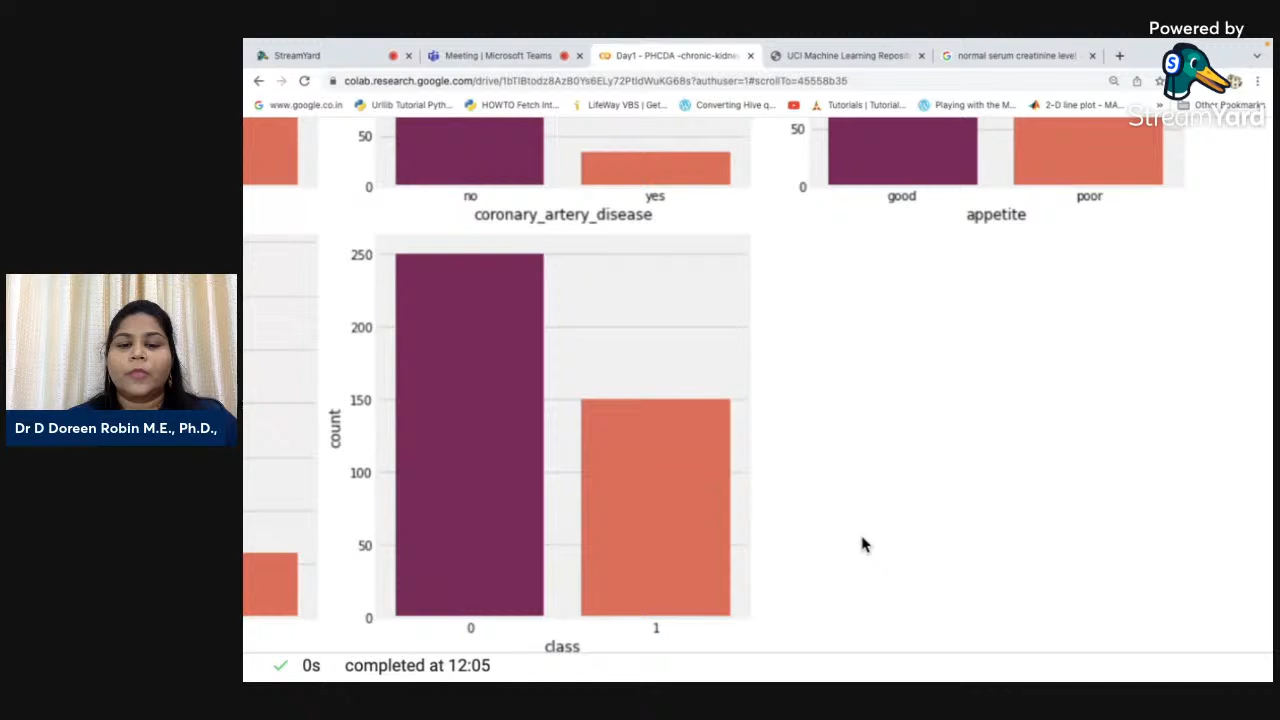 Powered by
StreamYard
StreamYard
Meeting | Microsoft Teams
Day1 - PHCDA -chronic-kidne
UCI Machine Learning Reposit
normal serum creatinine level
colab.research.google.com/drive/1bTlBtodz8AzB0Ys6ELy72PtIdWuKG68s?authuser=1#scrollTo=45558b35
www.google.co.in
Urllib Tutorial Pyth...
HOWTO Fetch Int...
LifeWay VBS | Get...
Converting Hive q...
Tutorials | Tutorial...
Playing with the M...
2-D line plot - MA...
»
Other Bookmarks
50
0
no
yes
coronary_artery_disease
50
0
good
poor
appetite
250
200
150
100
50
0
count
0
1
class
0s completed at 12:05
Dr D Doreen Robin M.E., Ph.D.,